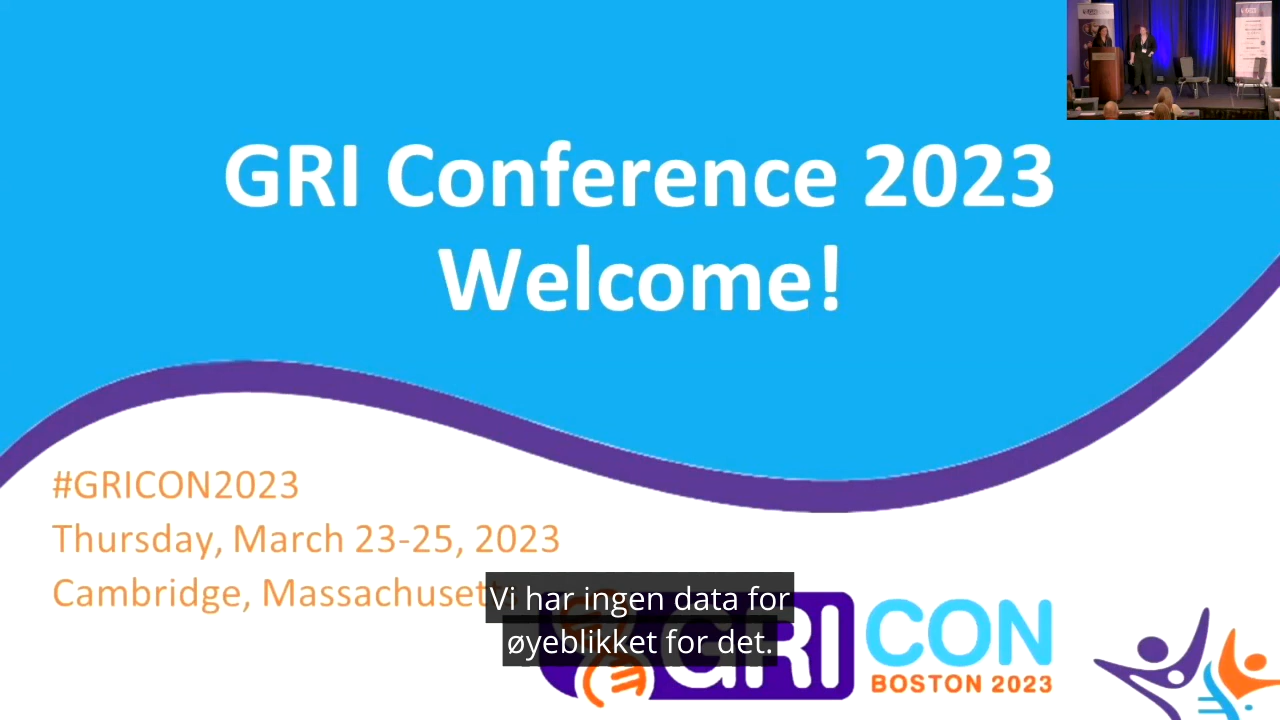 GRI Conference 2023
Welcome!
#GRICON2023
Thursday, March 23-25, 2023
Cambridge, Massachusett
Vi har ingen data for
øyeblikket for det.
GRI CON
BOSTON 2023